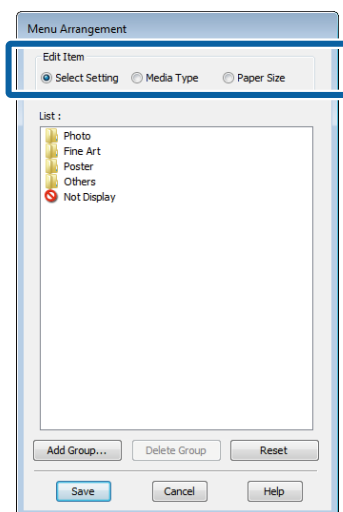 Menu Arrangement
Edit Item
Select Setting Media Type Paper Size
List :
Photo
Fine Art
Poster
Others
Not Display
Add Group... Delete Group Reset
Save Cancel Help